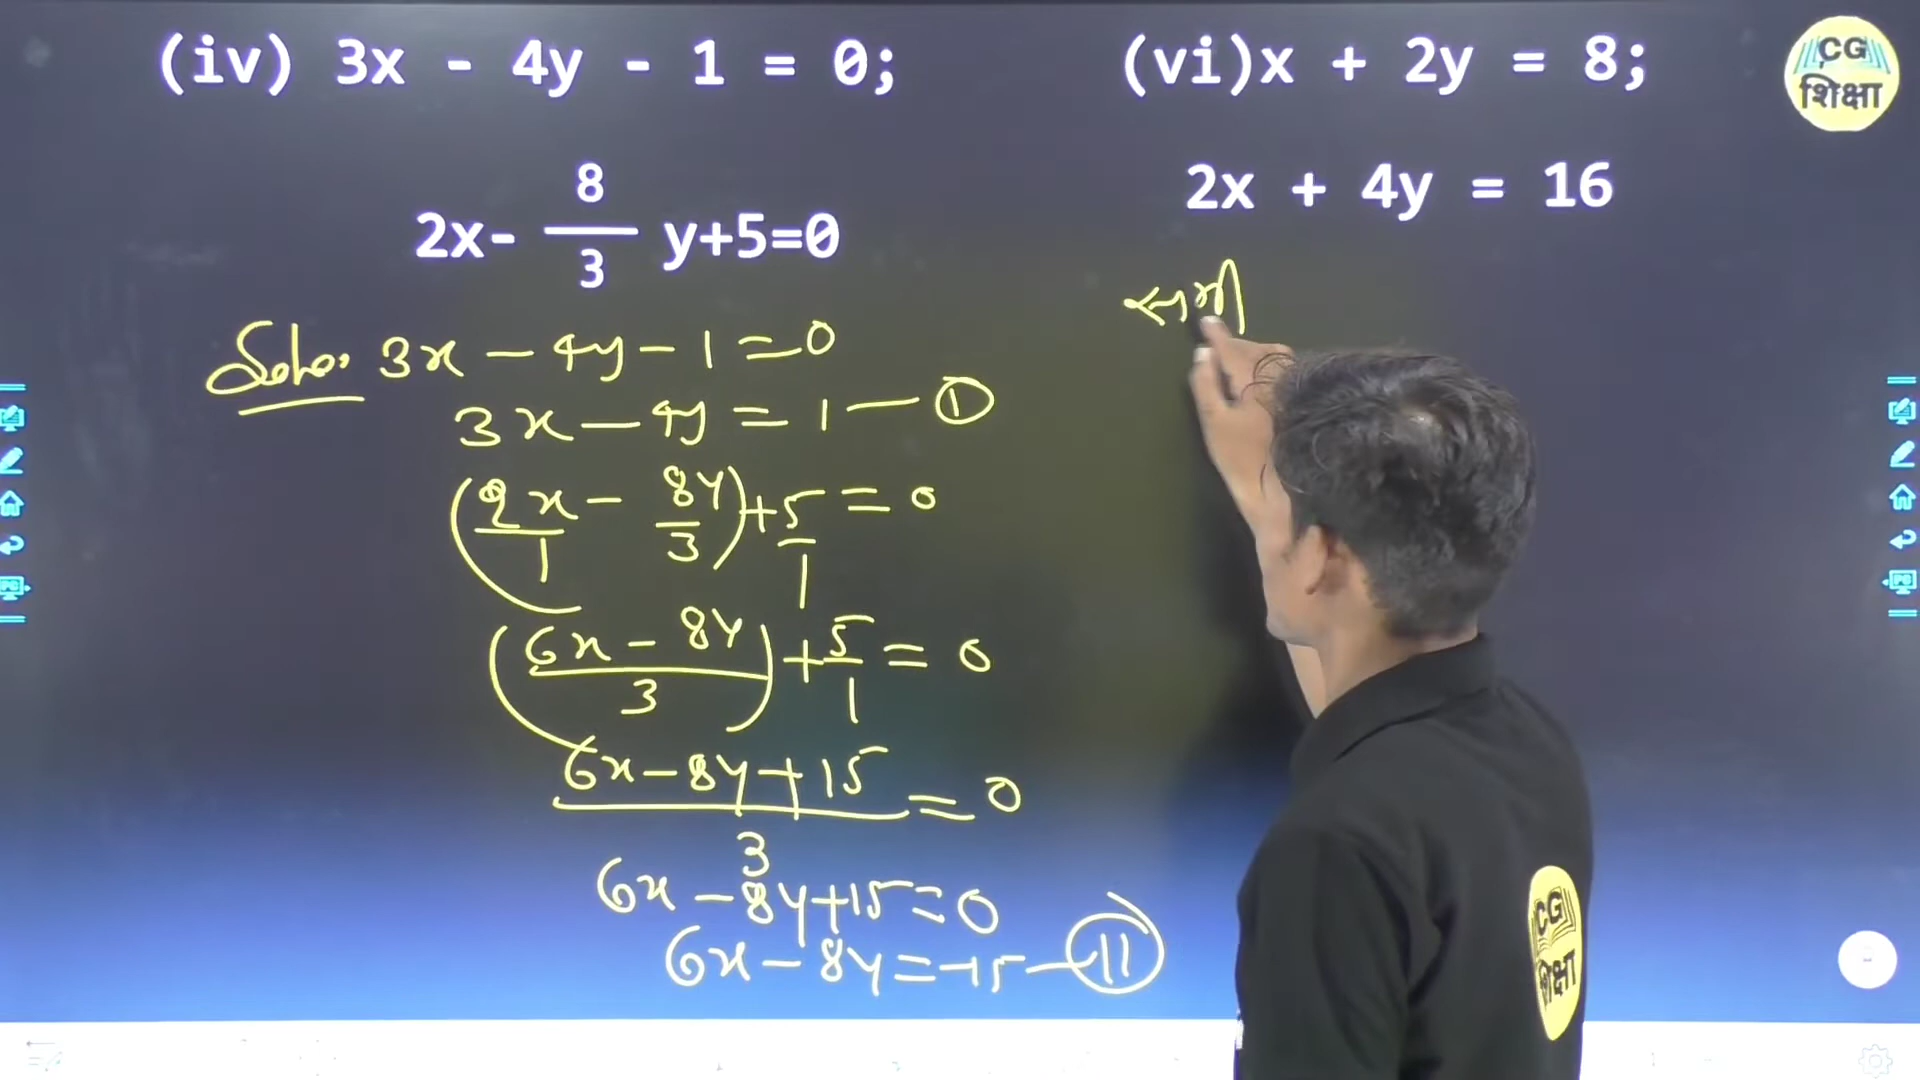 (iv) 3x - 4y - 1 = 0;
2x- 8/3 y+5=0
Soln. 3x - 4y - 1 = 0
3x - 4y = 1 — ①
(2x/1 - 8y/3) + 5/1 = 0
(6x - 8y / 3) + 5/1 = 0
6x - 8y + 15 / 3 = 0
6x - 8y + 15 = 0
6x - 8y = -15 — ⑪
(vi)x + 2y = 8;
2x + 4y = 16
CG
शिक्षा
CG
शिक्षा